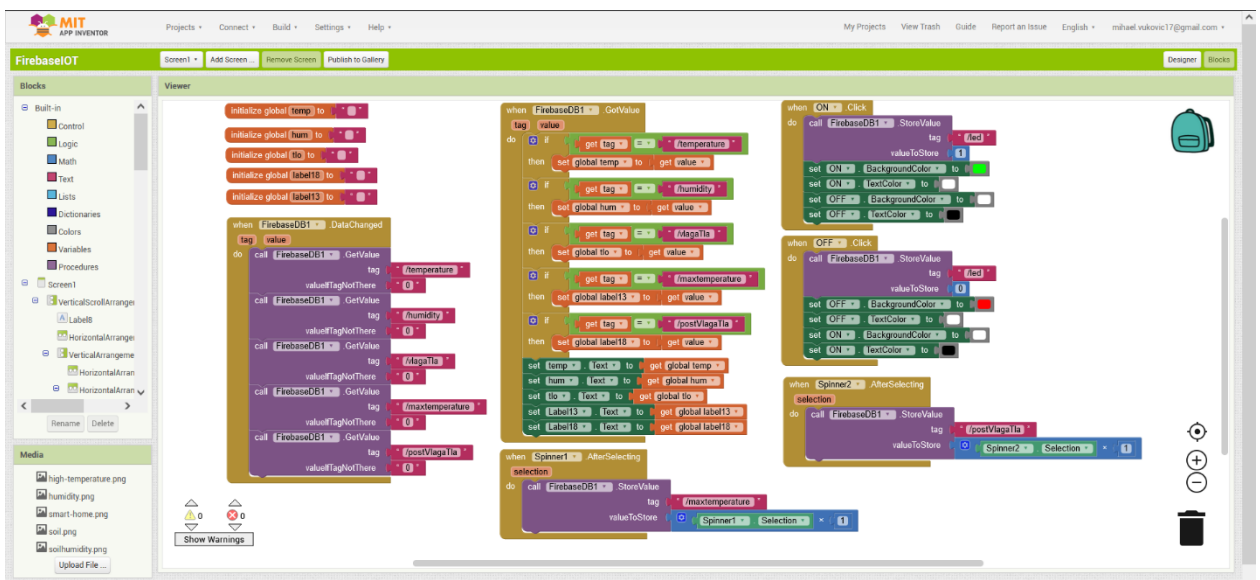 MIT
APP INVENTOR
Projects Connect Build Settings Help
My Projects View Trash Guide Report an Issue English mihael.vukovic17@gmail.com
FirebaseIOT
Screen1 Add Screen ... Remove Screen Publish to Gallery
Designer Blocks
Blocks
Built-in
Control
Logic
Math
Text
Lists
Dictionaries
Colors
Variables
Procedures
Screen1
VerticalScrollArranger
Label8
HorizontalArranger
VerticalArrangeme
HorizontalArran
HorizontalArran
Rename Delete
Media
high-temperature.png
humidity.png
smart-home.png
soil.png
soilhumidity.png
Upload File ...
Viewer
initialize global temp to " "
initialize global hum to " "
initialize global tlo to " "
initialize global label18 to " "
initialize global label13 to " "
when FirebaseDB1 .DataChanged
tag value
do call FirebaseDB1 .GetValue
tag " /temperature "
valueIfTagNotThere " 0 "
call FirebaseDB1 .GetValue
tag " /humidity "
valueIfTagNotThere " 0 "
call FirebaseDB1 .GetValue
tag " /vlagaTla "
valueIfTagNotThere " 0 "
call FirebaseDB1 .GetValue
tag " /maxtemperature "
valueIfTagNotThere " 0 "
call FirebaseDB1 .GetValue
tag " /postVlagaTla "
valueIfTagNotThere " 0 "
0 0
Show Warnings
when FirebaseDB1 .GotValue
tag value
do if get tag = " /temperature "
then set global temp to get value
if get tag = " /humidity "
then set global hum to get value
if get tag = " /vlagaTla "
then set global tlo to get value
if get tag = " /maxtemperature "
then set global label13 to get value
if get tag = " /postVlagaTla "
then set global label18 to get value
set temp . Text to get global temp
set hum . Text to get global hum
set tlo . Text to get global tlo
set Label13 . Text to get global label13
set Label18 . Text to get global label18
when Spinner1 .AfterSelecting
selection
do call FirebaseDB1 .StoreValue
tag " /maxtemperature "
valueToStore Spinner1 . Selection × 1
when ON .Click
do call FirebaseDB1 .StoreValue
tag " /led "
valueToStore 1
set ON . BackgroundColor to
set ON . TextColor to
set OFF . BackgroundColor to
set OFF . TextColor to
when OFF .Click
do call FirebaseDB1 .StoreValue
tag " /led "
valueToStore 0
set OFF . BackgroundColor to
set OFF . TextColor to
set ON . BackgroundColor to
set ON . TextColor to
when Spinner2 .AfterSelecting
selection
do call FirebaseDB1 .StoreValue
tag " /postVlagaTla "
valueToStore Spinner2 . Selection × 1